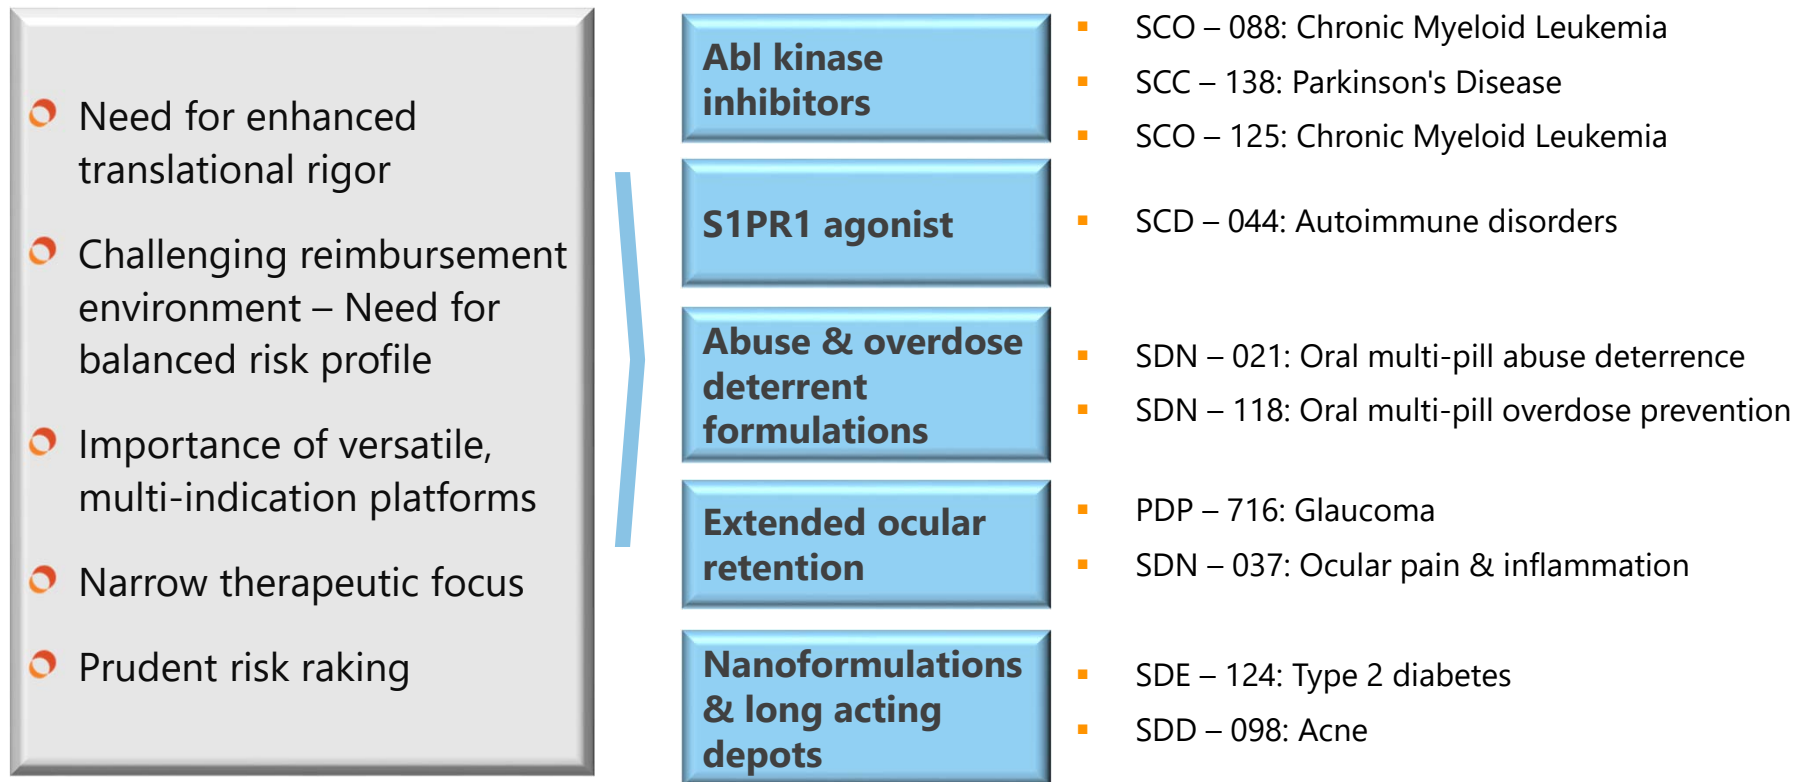 Need for enhanced
translational rigor
Challenging reimbursement
environment – Need for
balanced risk profile
Importance of versatile,
multi-indication platforms
Narrow therapeutic focus
Prudent risk raking
Abl kinase
inhibitors
SCO – 088: Chronic Myeloid Leukemia
SCC – 138: Parkinson's Disease
SCO – 125: Chronic Myeloid Leukemia
S1PR1 agonist
SCD – 044: Autoimmune disorders
Abuse & overdose
deterrent
formulations
SDN – 021: Oral multi-pill abuse deterrence
SDN – 118: Oral multi-pill overdose prevention
Extended ocular
retention
PDP – 716: Glaucoma
SDN – 037: Ocular pain & inflammation
Nanoformulations
& long acting
depots
SDE – 124: Type 2 diabetes
SDD – 098: Acne